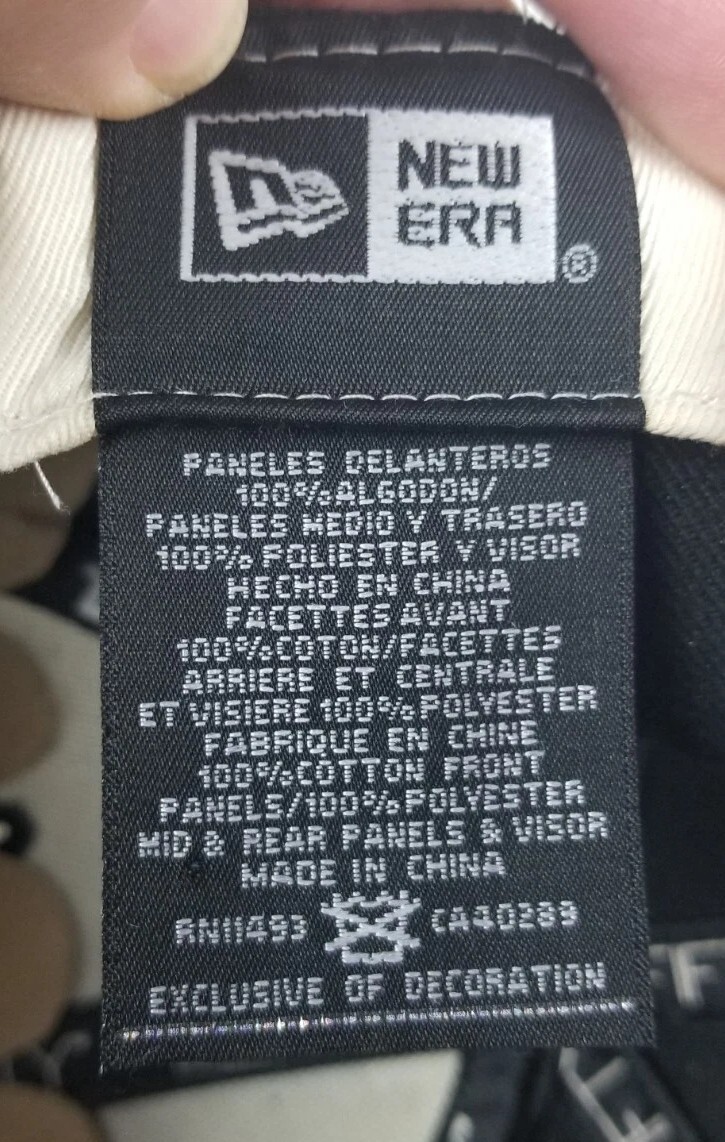 NEW
ERA
®
PANELES DELANTEROS
100%ALGODON/
PANELES MEDIO Y TRASERO
100% POLIESTER Y VISOR
HECHO EN CHINA
FACETTES AVANT
100%COTON/FACETTES
ARRIERE ET CENTRALE
ET VISIERE 100%POLYESTER
FABRIQUE EN CHINE
100%COTTON FRONT
PANELS/100%POLYESTER
MID & REAR PANELS & VISOR
MADE IN CHINA
RN11493 CA40289
EXCLUSIVE OF DECORATION